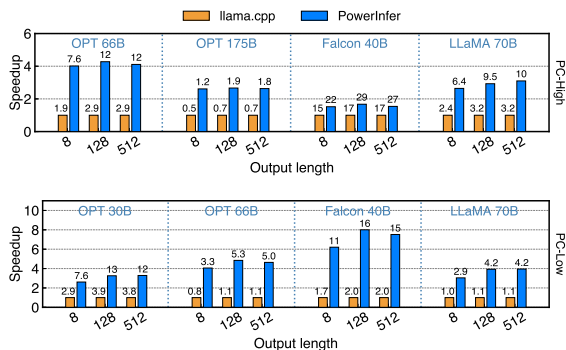 llama.cpp PowerInfer
OPT 66B OPT 175B Falcon 40B LLaMA 70B
Speedup
6
4
2
0
1.9 7.6 2.9 12 2.9 12 0.5 1.2 0.7 1.9 0.7 1.8 15 22 17 29 17 27 2.4 6.4 3.2 9.5 3.2 10
8 128 512 8 128 512 8 128 512 8 128 512
Output length
PC-High
OPT 30B OPT 66B Falcon 40B LLaMA 70B
Speedup
10
8
6
4
2
0
2.9 7.6 3.9 13 3.8 12 0.8 3.3 1.1 5.3 1.1 5.0 1.7 11 2.0 16 2.0 15 1.0 2.9 1.1 4.2 1.1 4.2
8 128 512 8 128 512 8 128 512 8 128 512
Output length
PC-Low